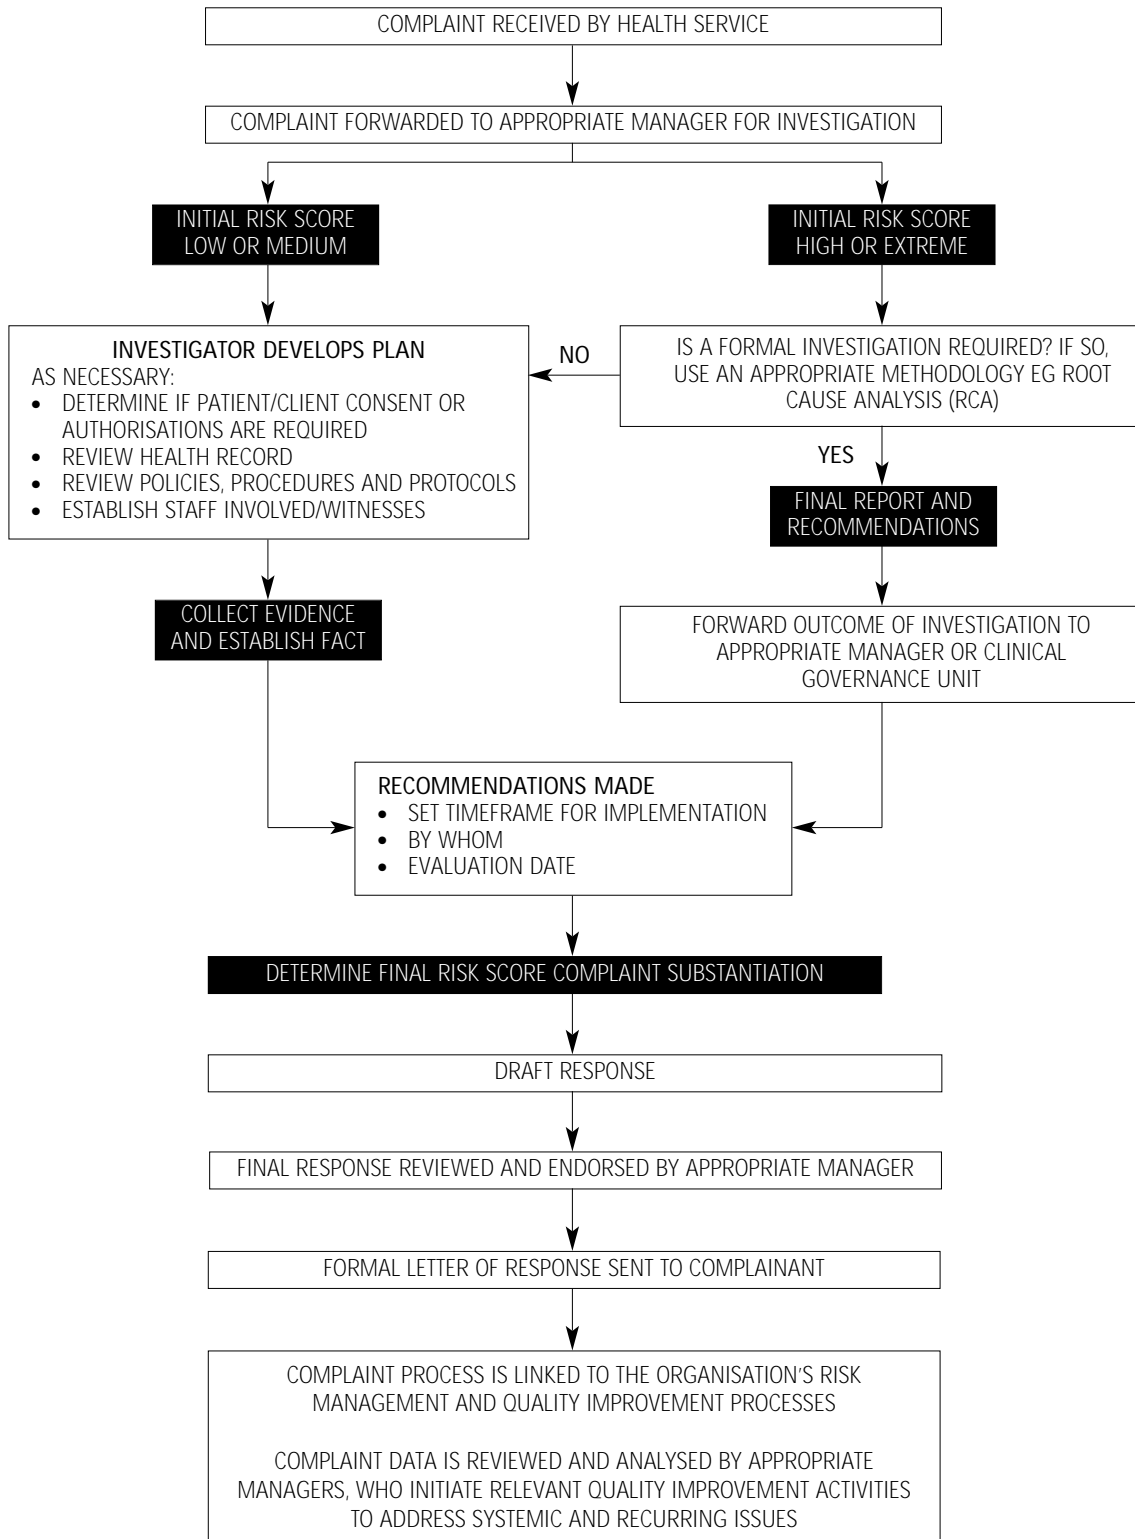 COMPLAINT RECEIVED BY HEALTH SERVICE
COMPLAINT FORWARDED TO APPROPRIATE MANAGER FOR INVESTIGATION
INITIAL RISK SCORE
LOW OR MEDIUM
INITIAL RISK SCORE
HIGH OR EXTREME
INVESTIGATOR DEVELOPS PLAN
AS NECESSARY:
• DETERMINE IF PATIENT/CLIENT CONSENT OR
AUTHORISATIONS ARE REQUIRED
• REVIEW HEALTH RECORD
• REVIEW POLICIES, PROCEDURES AND PROTOCOLS
• ESTABLISH STAFF INVOLVED/WITNESSES
NO
IS A FORMAL INVESTIGATION REQUIRED? IF SO,
USE AN APPROPRIATE METHODOLOGY EG ROOT
CAUSE ANALYSIS (RCA)
YES
FINAL REPORT AND
RECOMMENDATIONS
COLLECT EVIDENCE
AND ESTABLISH FACT
FORWARD OUTCOME OF INVESTIGATION TO
APPROPRIATE MANAGER OR CLINICAL
GOVERNANCE UNIT
RECOMMENDATIONS MADE
• SET TIMEFRAME FOR IMPLEMENTATION
• BY WHOM
• EVALUATION DATE
DETERMINE FINAL RISK SCORE COMPLAINT SUBSTANTIATION
DRAFT RESPONSE
FINAL RESPONSE REVIEWED AND ENDORSED BY APPROPRIATE MANAGER
FORMAL LETTER OF RESPONSE SENT TO COMPLAINANT
COMPLAINT PROCESS IS LINKED TO THE ORGANISATION'S RISK
MANAGEMENT AND QUALITY IMPROVEMENT PROCESSES
COMPLAINT DATA IS REVIEWED AND ANALYSED BY APPROPRIATE
MANAGERS, WHO INITIATE RELEVANT QUALITY IMPROVEMENT ACTIVITIES
TO ADDRESS SYSTEMIC AND RECURRING ISSUES